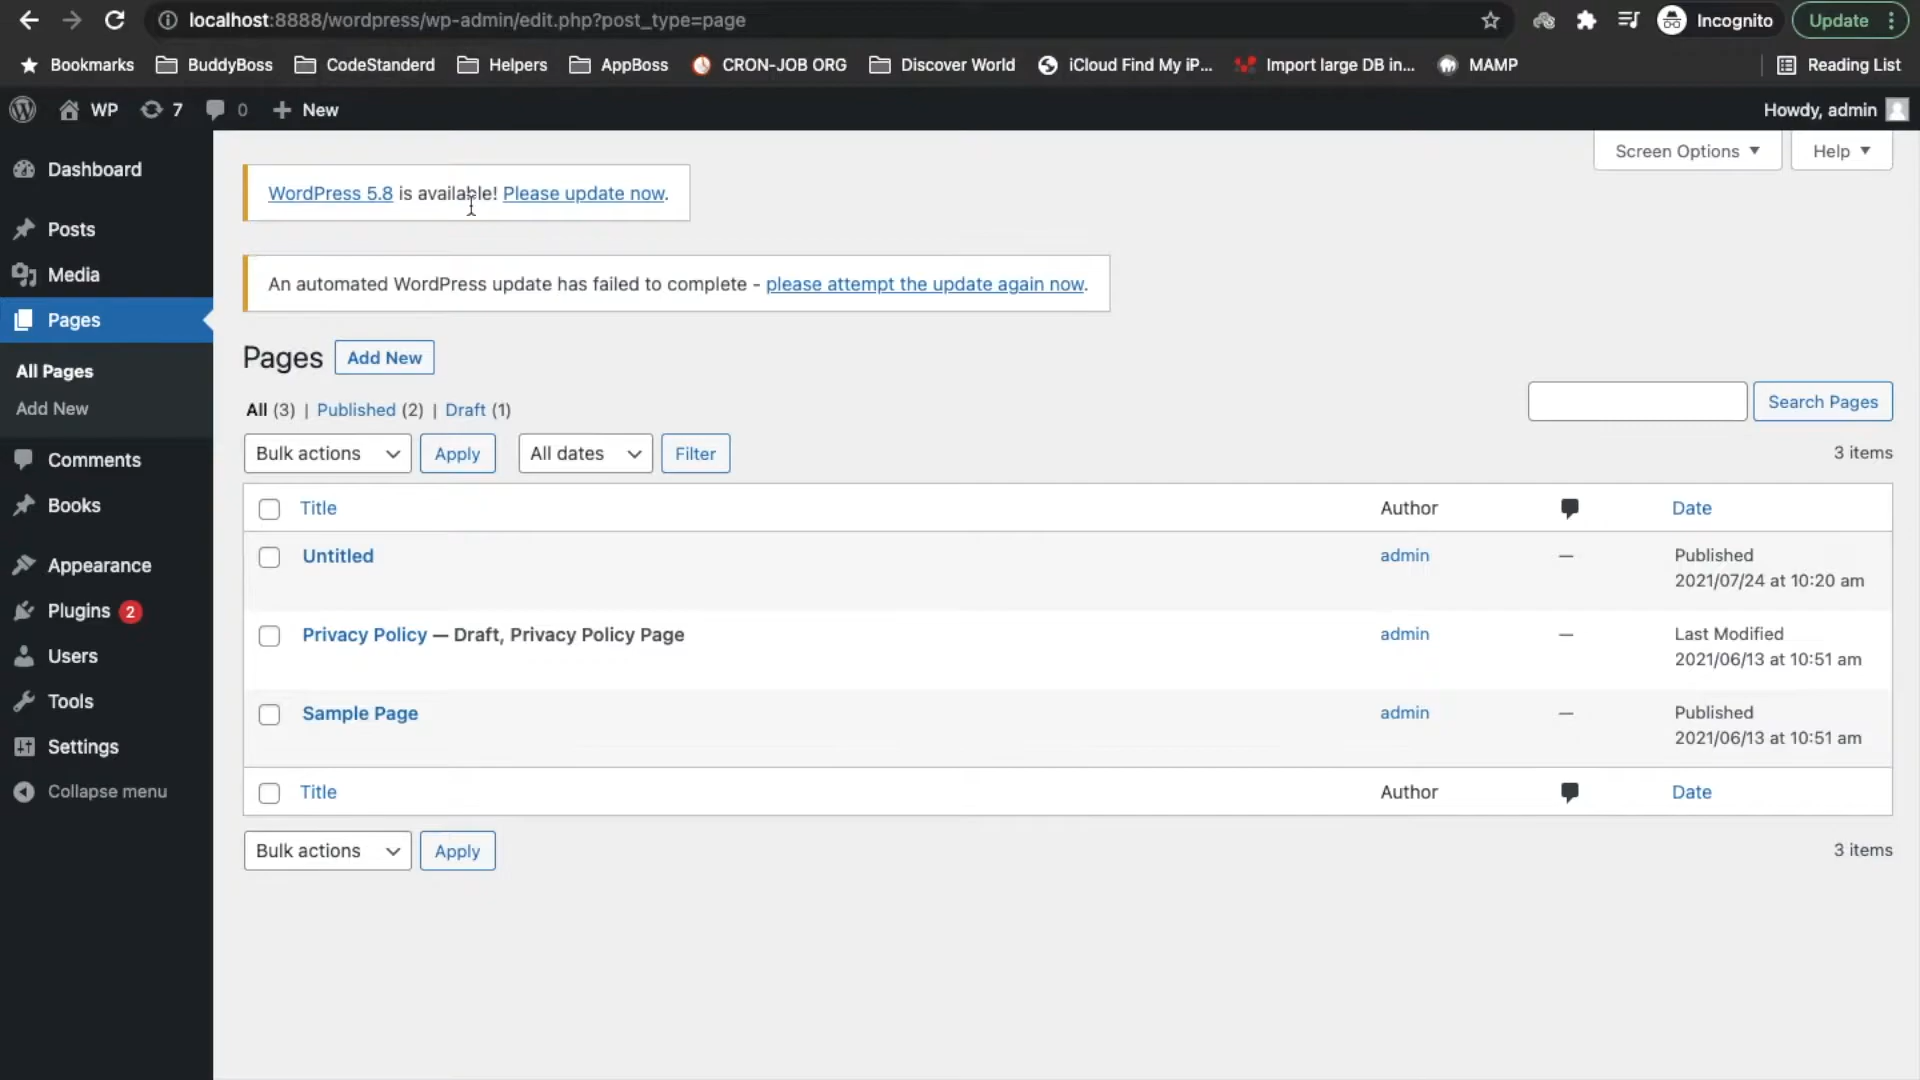 localhost:8888/wordpress/wp-admin/edit.php?post_type=page Incognito Update
Bookmarks BuddyBoss CodeStanderd Helpers AppBoss CRON-JOB ORG Discover World iCloud Find My iP... Import large DB in... MAMP Reading List
WP 7 0 New Howdy, admin
Screen Options Help
Dashboard
Posts
Media
Pages
All Pages
Add New
Comments
Books
Appearance
Plugins 2
Users
Tools
Settings
Collapse menu
WordPress 5.8 is available! Please update now.
An automated WordPress update has failed to complete - please attempt the update again now.
Pages Add New
All (3) | Published (2) | Draft (1)
Search Pages
Bulk actions Apply All dates Filter 3 items
Title Author Date
Untitled admin — Published
2021/07/24 at 10:20 am
Privacy Policy — Draft, Privacy Policy Page admin — Last Modified
2021/06/13 at 10:51 am
Sample Page admin — Published
2021/06/13 at 10:51 am
Title Author Date
Bulk actions Apply 3 items